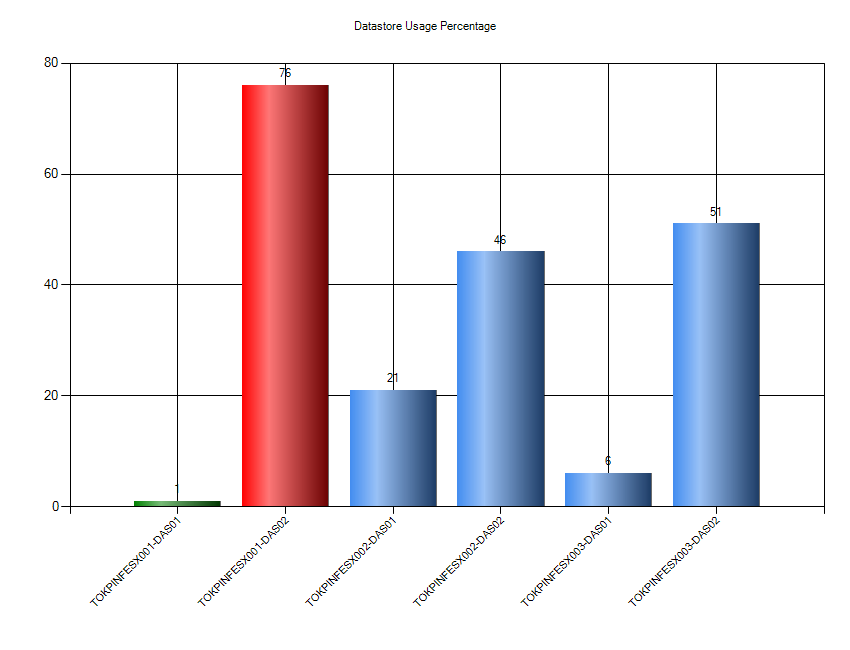 Datastore Usage Percentage
80
60
40
20
0
1
76
21
46
6
51
TOKPINFESX001-DAS01
TOKPINFESX001-DAS02
TOKPINFESX002-DAS01
TOKPINFESX002-DAS02
TOKPINFESX003-DAS01
TOKPINFESX003-DAS02